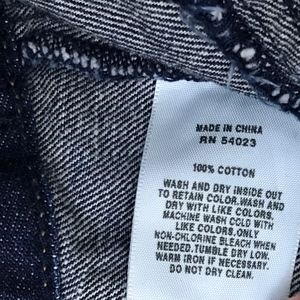 MADE IN CHINA
RN 54023
100% COTTON
WASH AND DRY INSIDE OUT
TO RETAIN COLOR.WASH AND
DRY WITH LIKE COLORS.
MACHINE WASH COLD WITH
LIKE COLORS.ONLY
NON-CHLORINE BLEACH WHEN
NEEDED.TUMBLE DRY LOW.
WARM IRON IF NECESSARY.
DO NOT DRY CLEAN.